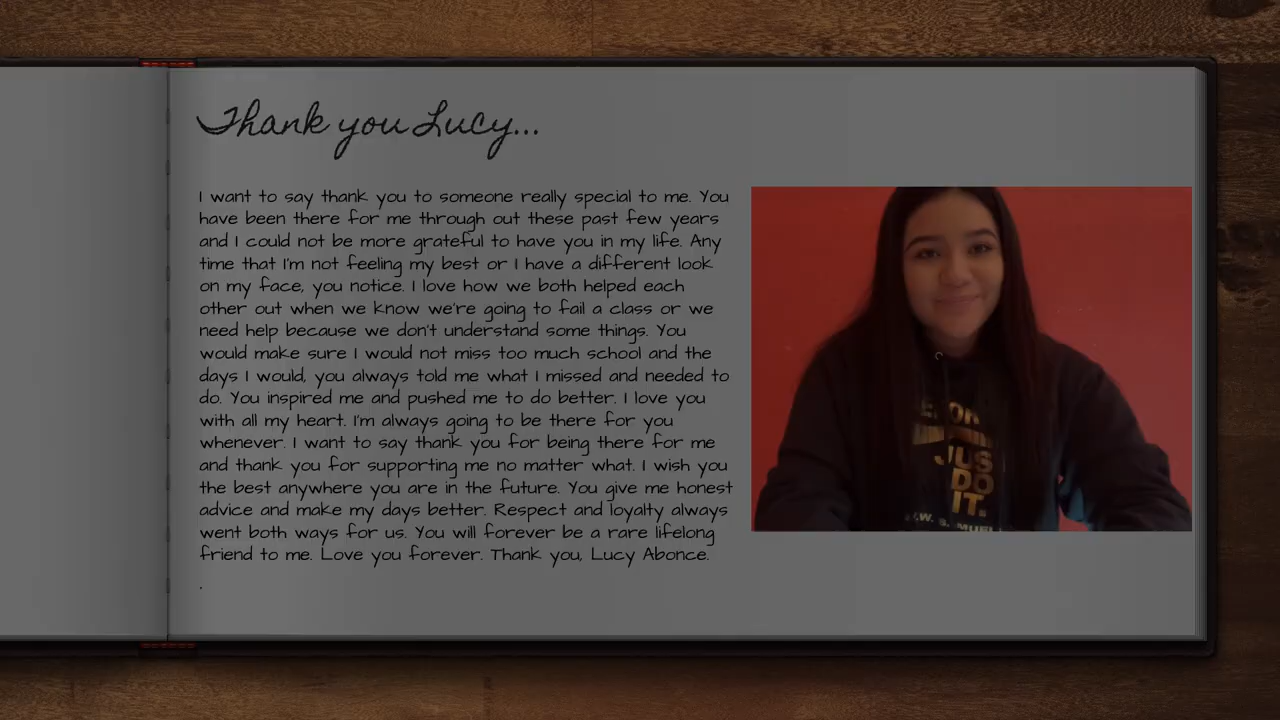 Thank you Lucy...
I want to say thank you to someone really special to me. You
have been there for me through out these past few years
and I could not be more grateful to have you in my life. Any
time that I'm not feeling my best or I have a different look
on my face, you notice. I love how we both helped each
other out when we know we're going to fail a class or we
need help because we don't understand some things. You
would make sure I would not miss too much school and the
days I would, you always told me what I missed and needed to
do. You inspired me and pushed me to do better. I love you
with all my heart. I'm always going to be there for you
whenever. I want to say thank you for being there for me
and thank you for supporting me no matter what. I wish you
the best anywhere you are in the future. You give me honest
advice and make my days better. Respect and loyalty always
went both ways for us. You will forever be a rare lifelong
friend to me. Love you forever. Thank you, Lucy Abonce.
.
JUS
DO
IT.